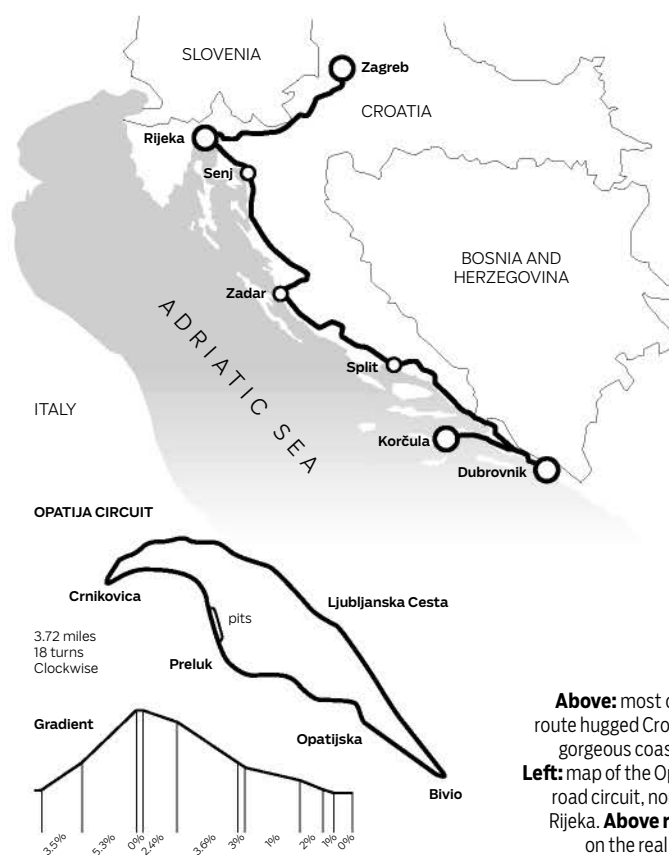 SLOVENIA
Zagreb
CROATIA
Rijeka
Senj
BOSNIA AND
HERZEGOVINA
Zadar
ADRIATIC SEA
Split
ITALY
Korčula
Dubrovnik
OPATIJA CIRCUIT
Crnikovica
Ljubljanska Cesta
pits
3.72 miles
18 turns
Clockwise
Preluk
Gradient
Opatijska
Bivio
3.5% 5.3% 0% 2.4% 3.6% 3% 1% 2% 1% 0%
Above: most
route hugged Cro
gorgeous coas
Left: map of the Op
road circuit, no
Rijeka. Above
on the real